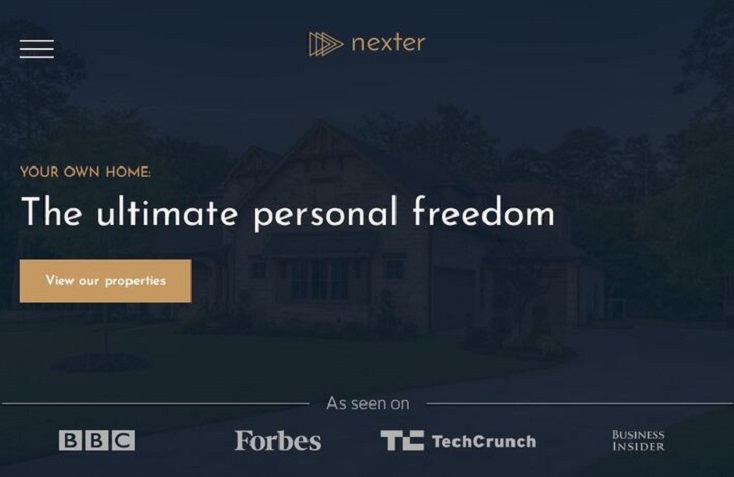 nexter
YOUR OWN HOME:
The ultimate personal freedom
View our properties
As seen on
BBC
Forbes
TC TechCrunch
BUSINESS
INSIDER